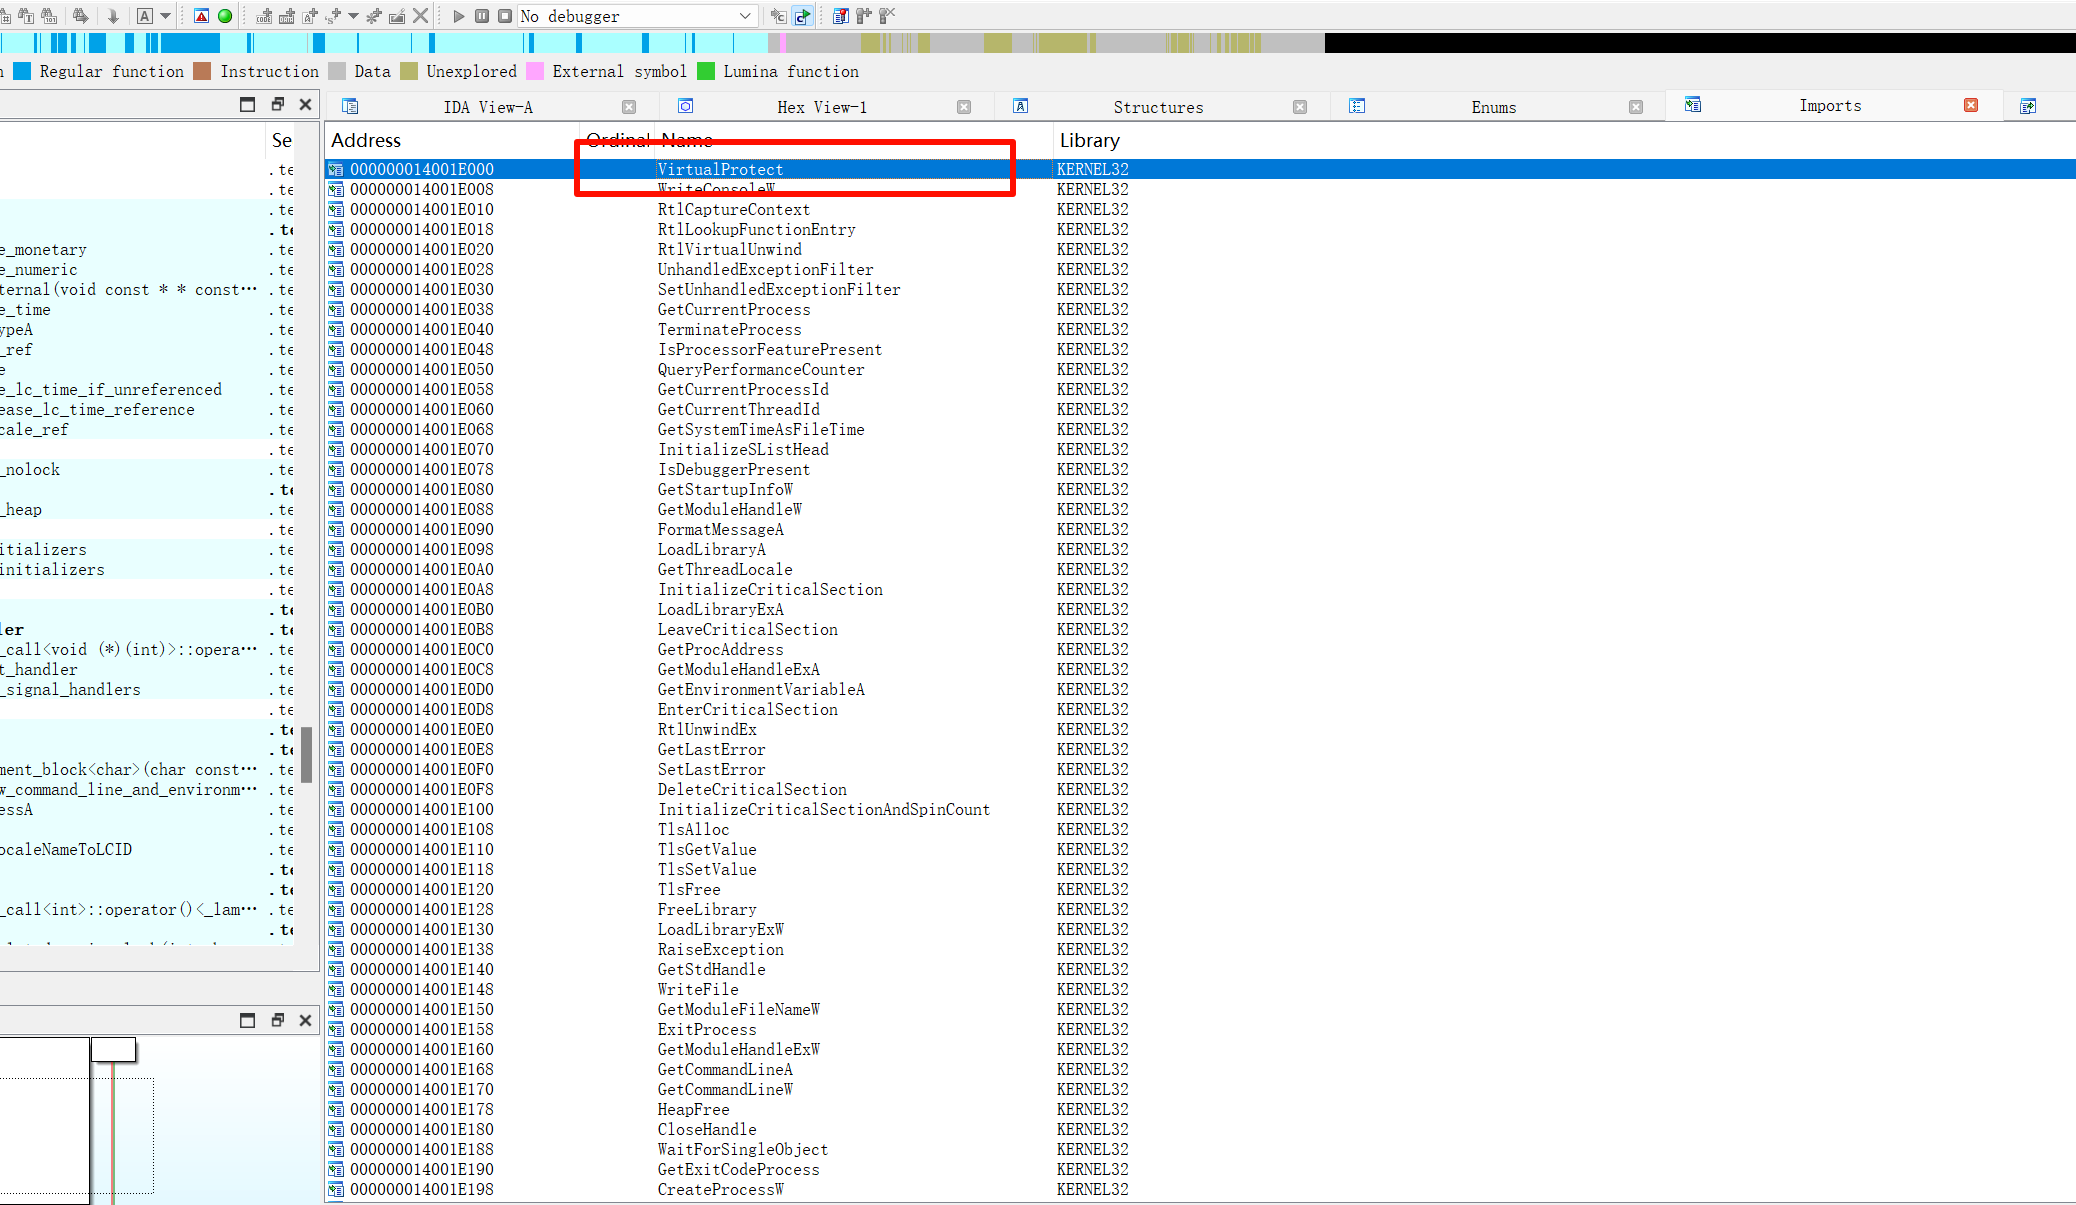 No debugger
Regular function Instruction Data Unexplored External symbol Lumina function
IDA View-A Hex View-1 Structures Enums Imports
Se
Address Ordinal Name Library
000000014001E000 VirtualProtect KERNEL32
000000014001E008 WriteConsoleW KERNEL32
000000014001E010 RtlCaptureContext KERNEL32
000000014001E018 RtlLookupFunctionEntry KERNEL32
e_monetary .te 000000014001E020 RtlVirtualUnwind KERNEL32
e_numeric .te 000000014001E028 UnhandledExceptionFilter KERNEL32
ternal(void const * * const··· .te 000000014001E030 SetUnhandledExceptionFilter KERNEL32
e_time .te 000000014001E038 GetCurrentProcess KERNEL32
ypeA .te 000000014001E040 TerminateProcess KERNEL32
_ref .te 000000014001E048 IsProcessorFeaturePresent KERNEL32
e .te 000000014001E050 QueryPerformanceCounter KERNEL32
e_lc_time_if_unreferenced .te 000000014001E058 GetCurrentProcessId KERNEL32
ease_lc_time_reference .te 000000014001E060 GetCurrentThreadId KERNEL32
cale_ref .te 000000014001E068 GetSystemTimeAsFileTime KERNEL32
.te 000000014001E070 InitializeSListHead KERNEL32
_nolock .te 000000014001E078 IsDebuggerPresent KERNEL32
.te 000000014001E080 GetStartupInfoW KERNEL32
_heap .te 000000014001E088 GetModuleHandleW KERNEL32
.te 000000014001E090 FormatMessageA KERNEL32
itializers .te 000000014001E098 LoadLibraryA KERNEL32
initializers .te 000000014001E0A0 GetThreadLocale KERNEL32
.te 000000014001E0A8 InitializeCriticalSection KERNEL32
.te 000000014001E0B0 LoadLibraryExA KERNEL32
ler .te 000000014001E0B8 LeaveCriticalSection KERNEL32
_call<void (*)(int)>::opera··· .te 000000014001E0C0 GetProcAddress KERNEL32
t_handler .te 000000014001E0C8 GetModuleHandleExA KERNEL32
_signal_handlers .te 000000014001E0D0 GetEnvironmentVariableA KERNEL32
.te 000000014001E0D8 EnterCriticalSection KERNEL32
.te 000000014001E0E0 RtlUnwindEx KERNEL32
.te 000000014001E0E8 GetLastError KERNEL32
ment_block<char>(char const··· .te 000000014001E0F0 SetLastError KERNEL32
w_command_line_and_environm··· .te 000000014001E0F8 DeleteCriticalSection KERNEL32
essA .te 000000014001E100 InitializeCriticalSectionAndSpinCount KERNEL32
.te 000000014001E108 TlsAlloc KERNEL32
ocaleNameToLCID .te 000000014001E110 TlsGetValue KERNEL32
.te 000000014001E118 TlsSetValue KERNEL32
.te 000000014001E120 TlsFree KERNEL32
_call<int>::operator()<_lam··· .te 000000014001E128 FreeLibrary KERNEL32
.te 000000014001E130 LoadLibraryExW KERNEL32
000000014001E138 RaiseException KERNEL32
000000014001E140 GetStdHandle KERNEL32
000000014001E148 WriteFile KERNEL32
000000014001E150 GetModuleFileNameW KERNEL32
000000014001E158 ExitProcess KERNEL32
000000014001E160 GetModuleHandleExW KERNEL32
000000014001E168 GetCommandLineA KERNEL32
000000014001E170 GetCommandLineW KERNEL32
000000014001E178 HeapFree KERNEL32
000000014001E180 CloseHandle KERNEL32
000000014001E188 WaitForSingleObject KERNEL32
000000014001E190 GetExitCodeProcess KERNEL32
000000014001E198 CreateProcessW KERNEL32